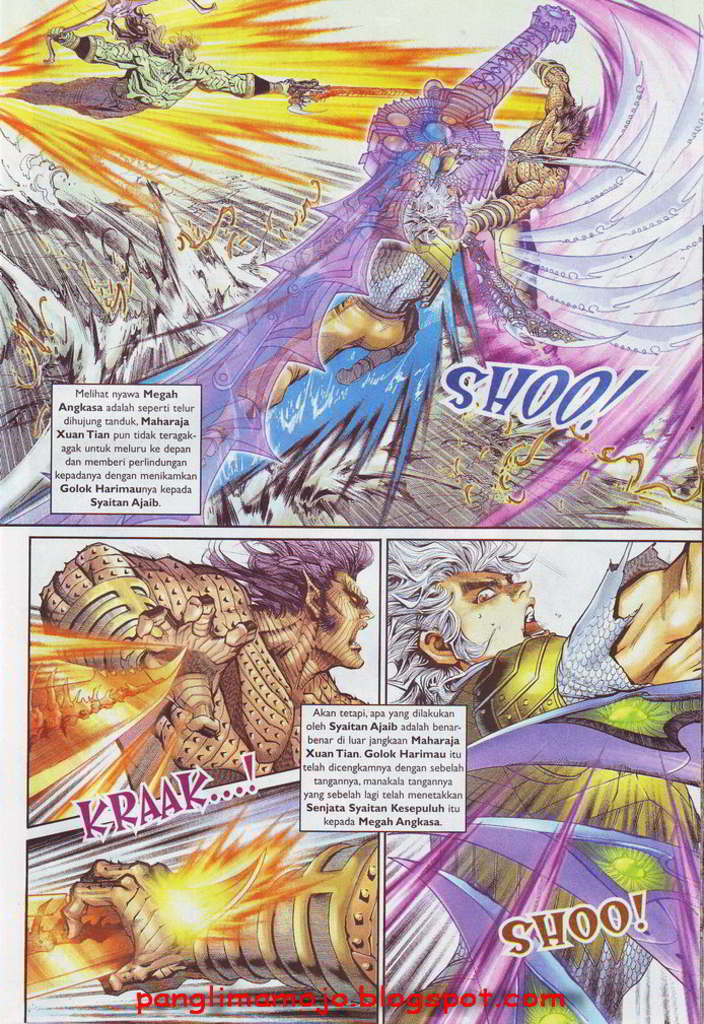 SHOO!
Melihat nyawa Megah
Angkasa adalah seperti telur
dihujung tanduk, Maharaja
Xuan Tian pun tidak teragak-
agak untuk meluru ke depan
dan memberi perlindungan
kepadanya dengan menikamkan
Golok Harimaunya kepada
Syaitan Ajaib.
Akan tetapi, apa yang dilakukan
oleh Syaitan Ajaib adalah benar-
benar di luar jangkaan Maharaja
Xuan Tian. Golok Harimau itu
telah dicengkamnya dengan sebelah
tangannya, manakala tangannya
yang sebelah lagi telah menetakkan
Senjata Syaitan Kesepuluh itu
kepada Megah Angkasa.
KRAAK....!
SHOO!
panglimamojo.blogspot.com